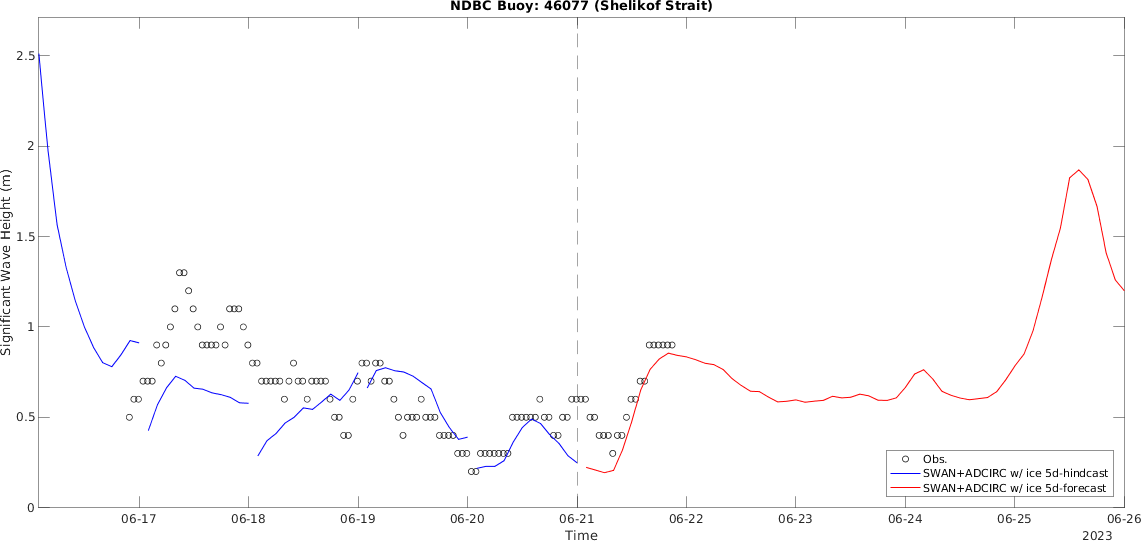 NDBC Buoy: 46077 (Shelikof Strait)
Significant Wave Height (m)
2.5
2
1.5
1
0.5
0
Obs.
SWAN+ADCIRC w/ ice 5d-hindcast
SWAN+ADCIRC w/ ice 5d-forecast
06-17 06-18 06-19 06-20 06-21 06-22 06-23 06-24 06-25 06-26
Time
2023